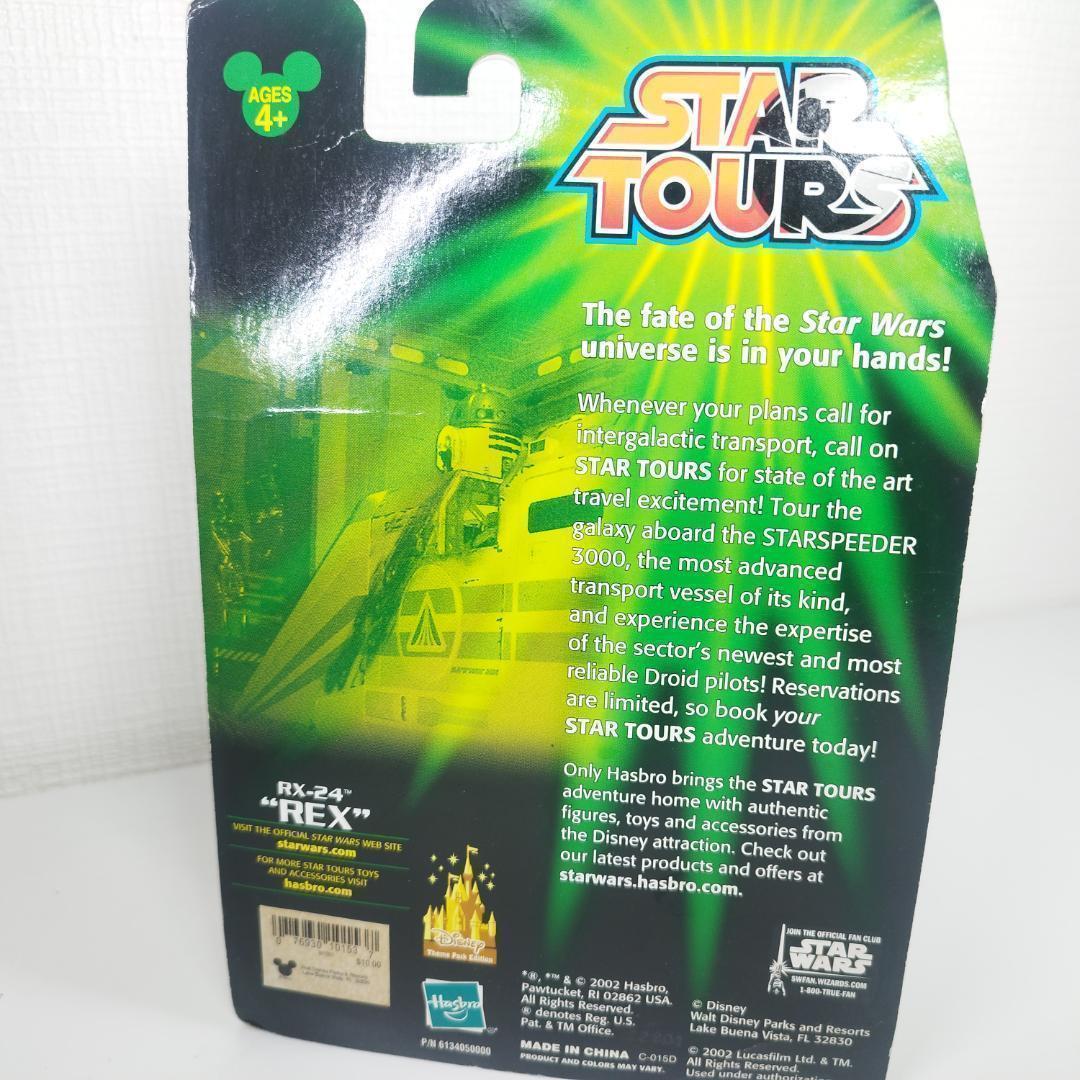 AGES
4+
STAR
TOURS
The fate of the Star Wars
universe is in your hands!
Whenever your plans call for
intergalactic transport, call on
STAR TOURS for state of the art
travel excitement! Tour the
galaxy aboard the STARSPEEDER
3000, the most advanced
transport vessel of its kind,
and experience the expertise
of the sector's newest and most
reliable Droid pilots! Reservations
are limited, so book your
STAR TOURS adventure today!
Only Hasbro brings the STAR TOURS
adventure home with authentic
figures, toys and accessories from
the Disney attraction. Check out
our latest products and offers at
starwars.hasbro.com.
RX-24™
"REX"
VISIT THE OFFICIAL STAR WARS WEB SITE
starwars.com
FOR MORE STAR TOURS TOYS
AND ACCESSORIES VISIT
hasbro.com
0 76930 10153 7
$10.00
Disney
Theme Park Edition
Hasbro
P/N 6134050000
JOIN THE OFFICIAL FAN CLUB
STAR
WARS
SWFAN.WIZARDS.COM
1-800-TRUE-FAN
*®, *™ & © 2002 Hasbro,
Pawtucket, RI 02862 USA.
All Rights Reserved.
® denotes Reg. U.S.
Pat. & TM Office.
MADE IN CHINA C-015D
PRODUCT AND COLORS MAY VARY.
© Disney
Walt Disney Parks and Resorts
Lake Buena Vista, FL 32830
© 2002 Lucasfilm Ltd. & TM.
All Rights Reserved.
Used under